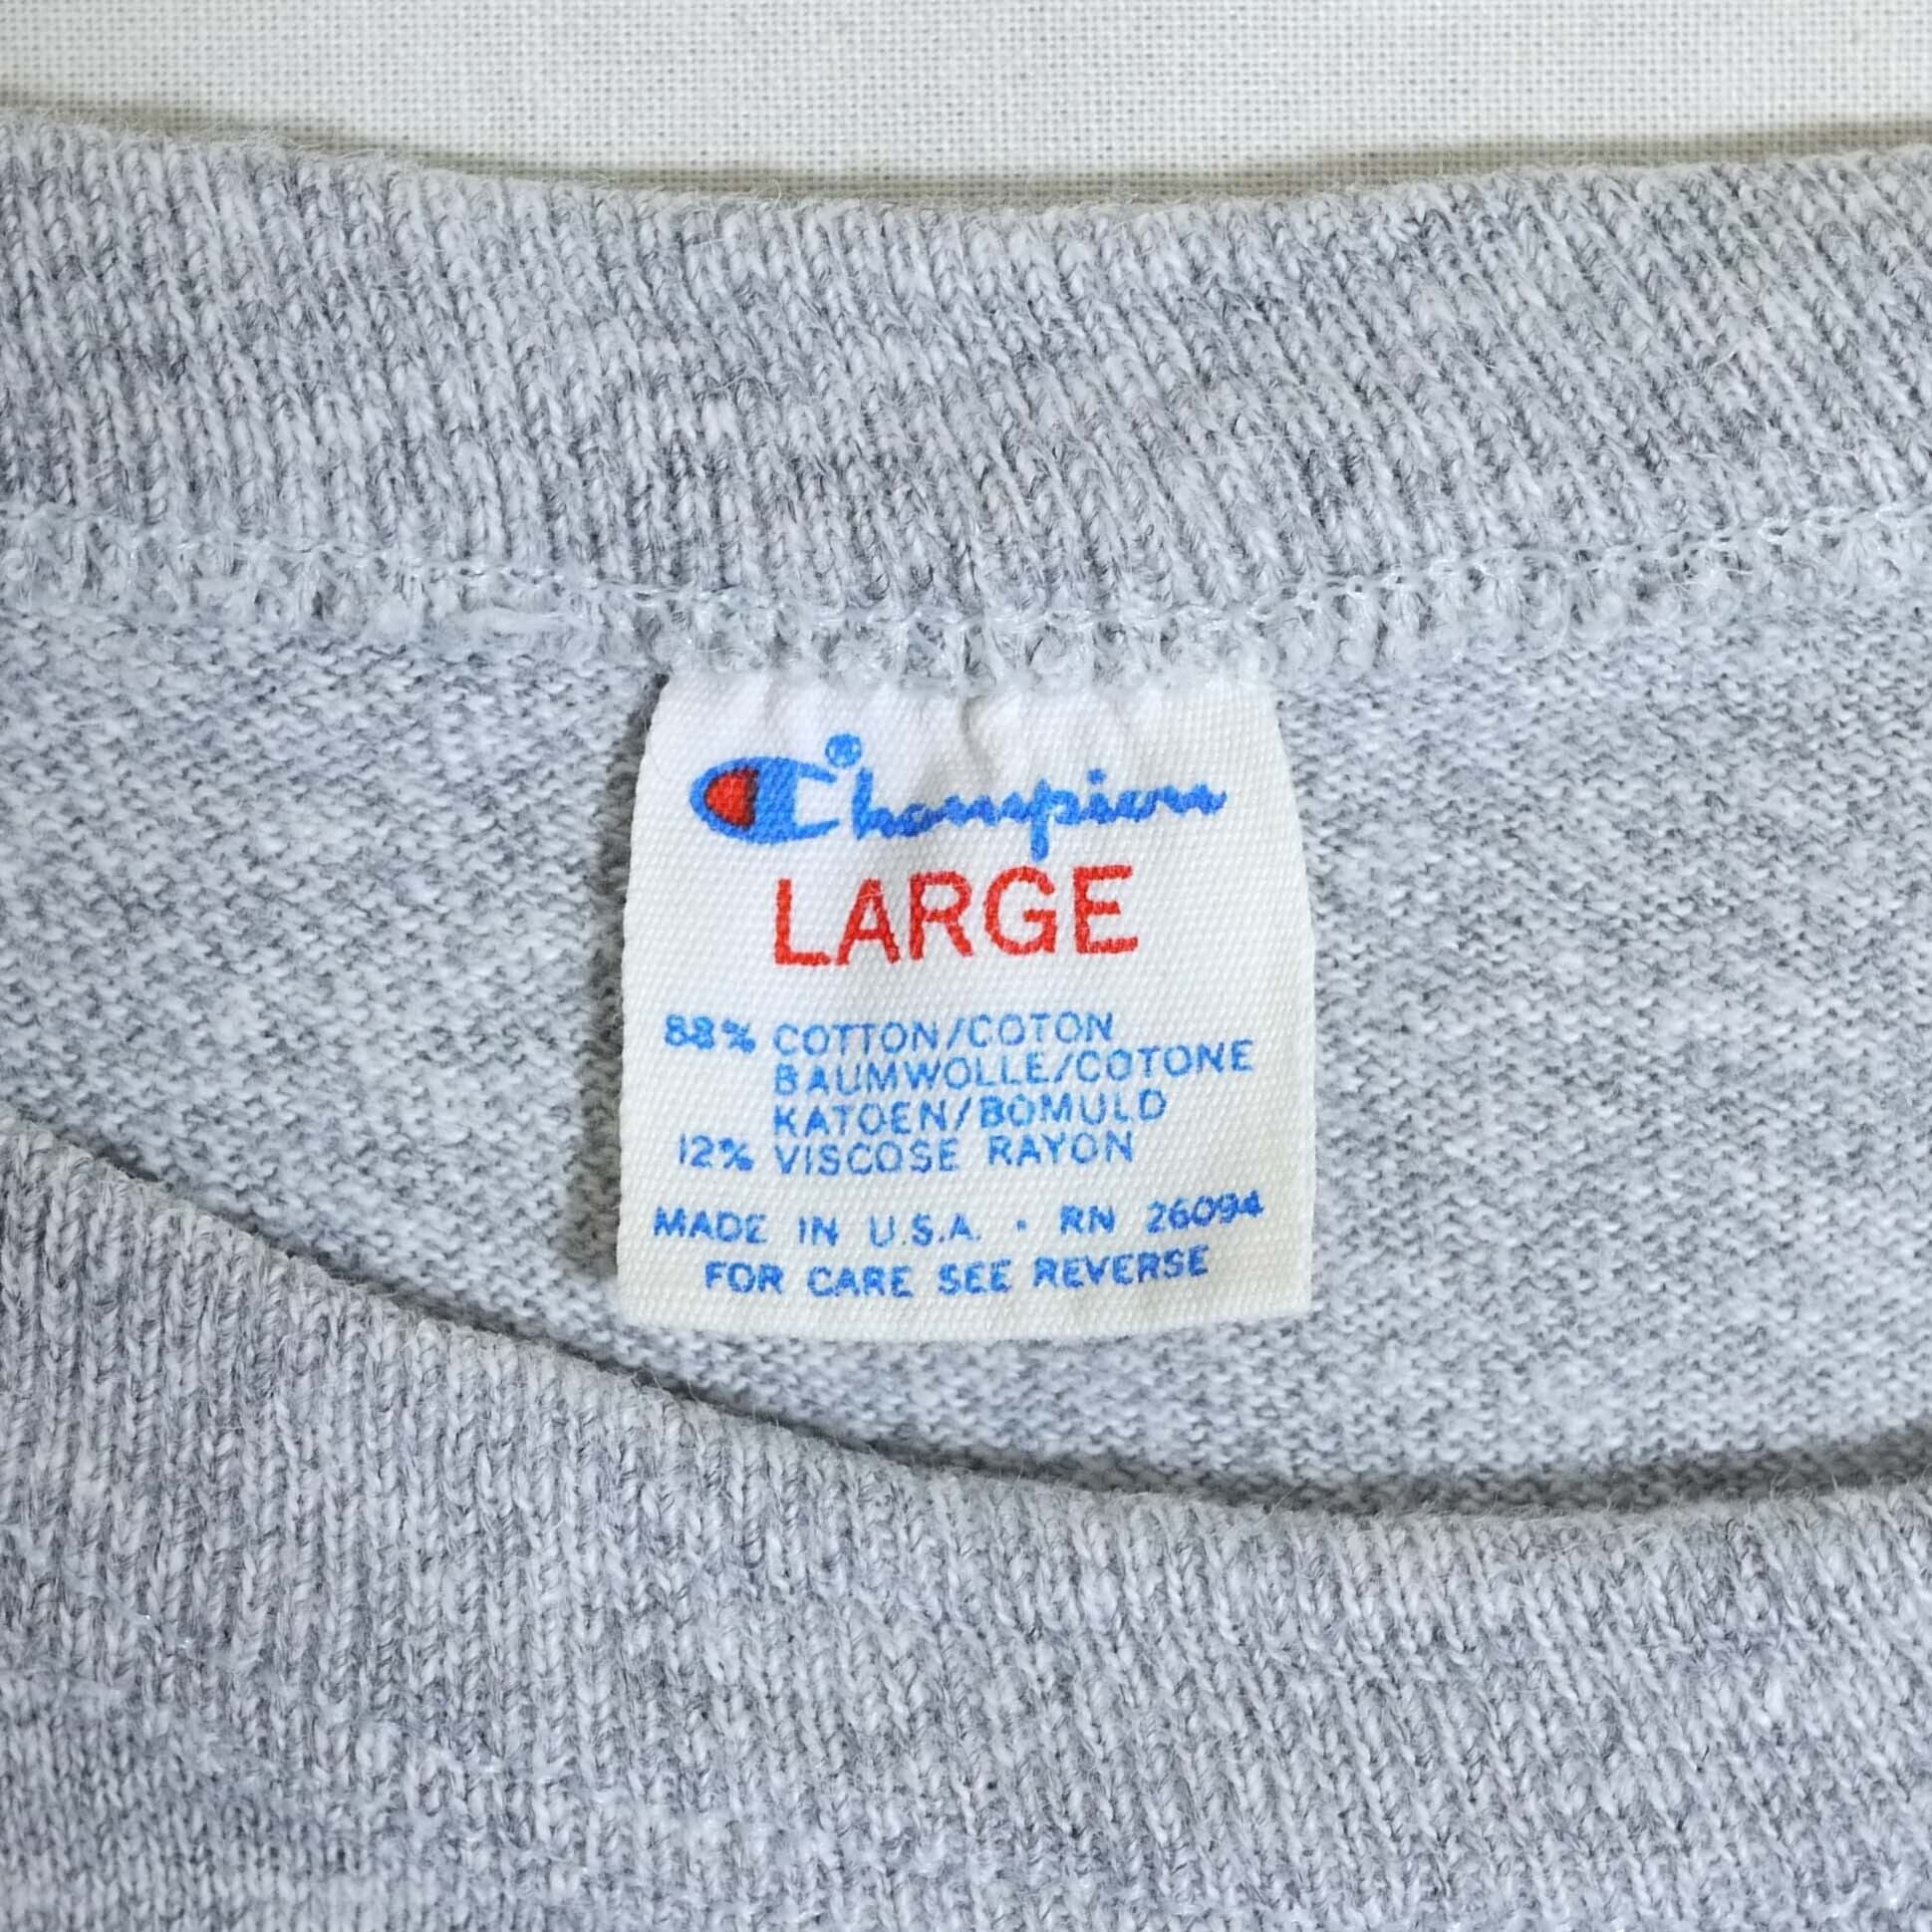 Champion
LARGE
88% COTTON/COTON
BAUMWOLLE/COTONE
KATOEN/BOMULD
12% VISCOSE RAYON
MADE IN U.S.A. • RN 26094
FOR CARE SEE REVERSE